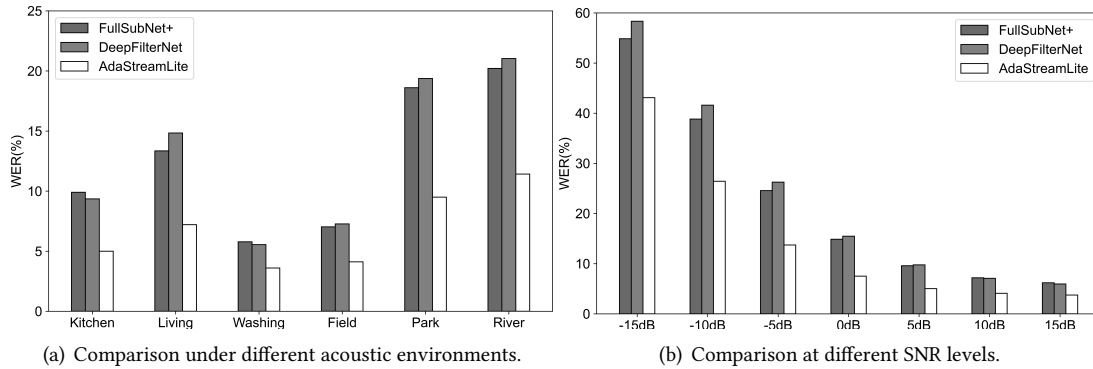 25
20
15
10
5
0
WER(%)
FullSubNet+
DeepFilterNet
AdaStreamLite
Kitchen Living Washing Field Park River
(a) Comparison under different acoustic environments.
60
50
40
30
20
10
0
WER(%)
FullSubNet+
DeepFilterNet
AdaStreamLite
-15dB -10dB -5dB 0dB 5dB 10dB 15dB
(b) Comparison at different SNR levels.